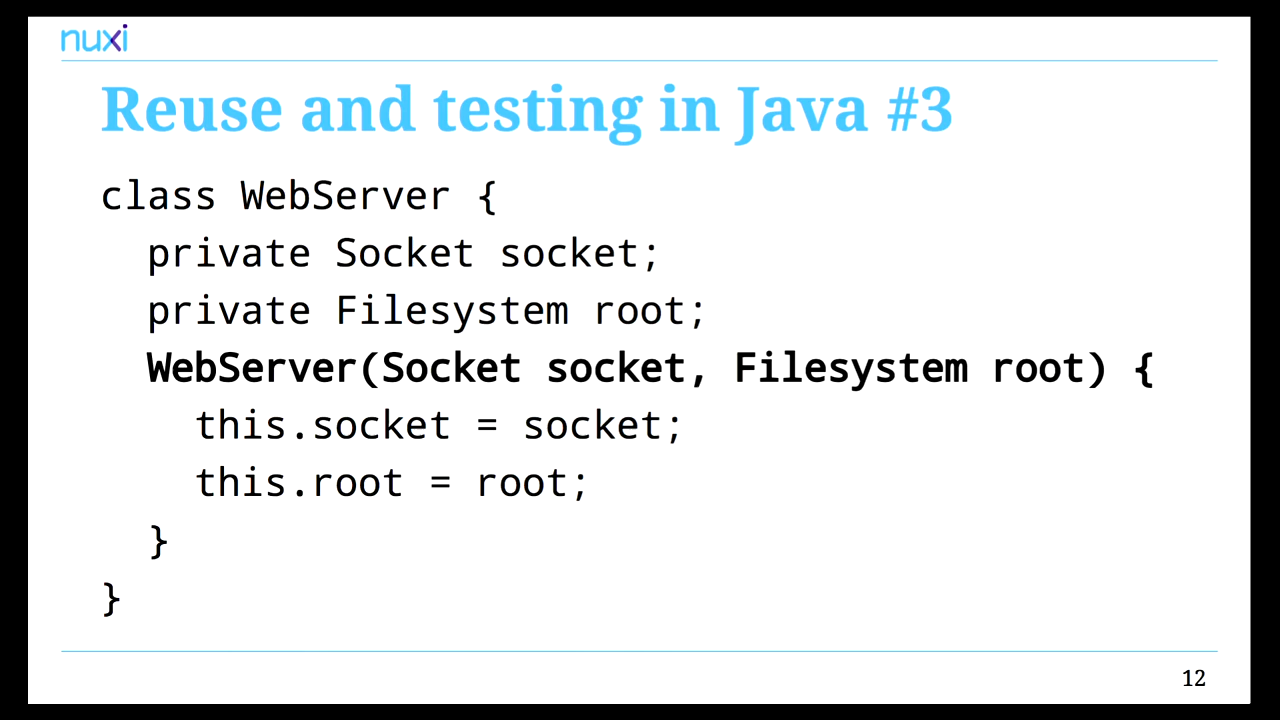 nuxi
Reuse and testing in Java #3
class WebServer {
  private Socket socket;
  private Filesystem root;
  WebServer(Socket socket, Filesystem root) {
    this.socket = socket;
    this.root = root;
  }
}
12